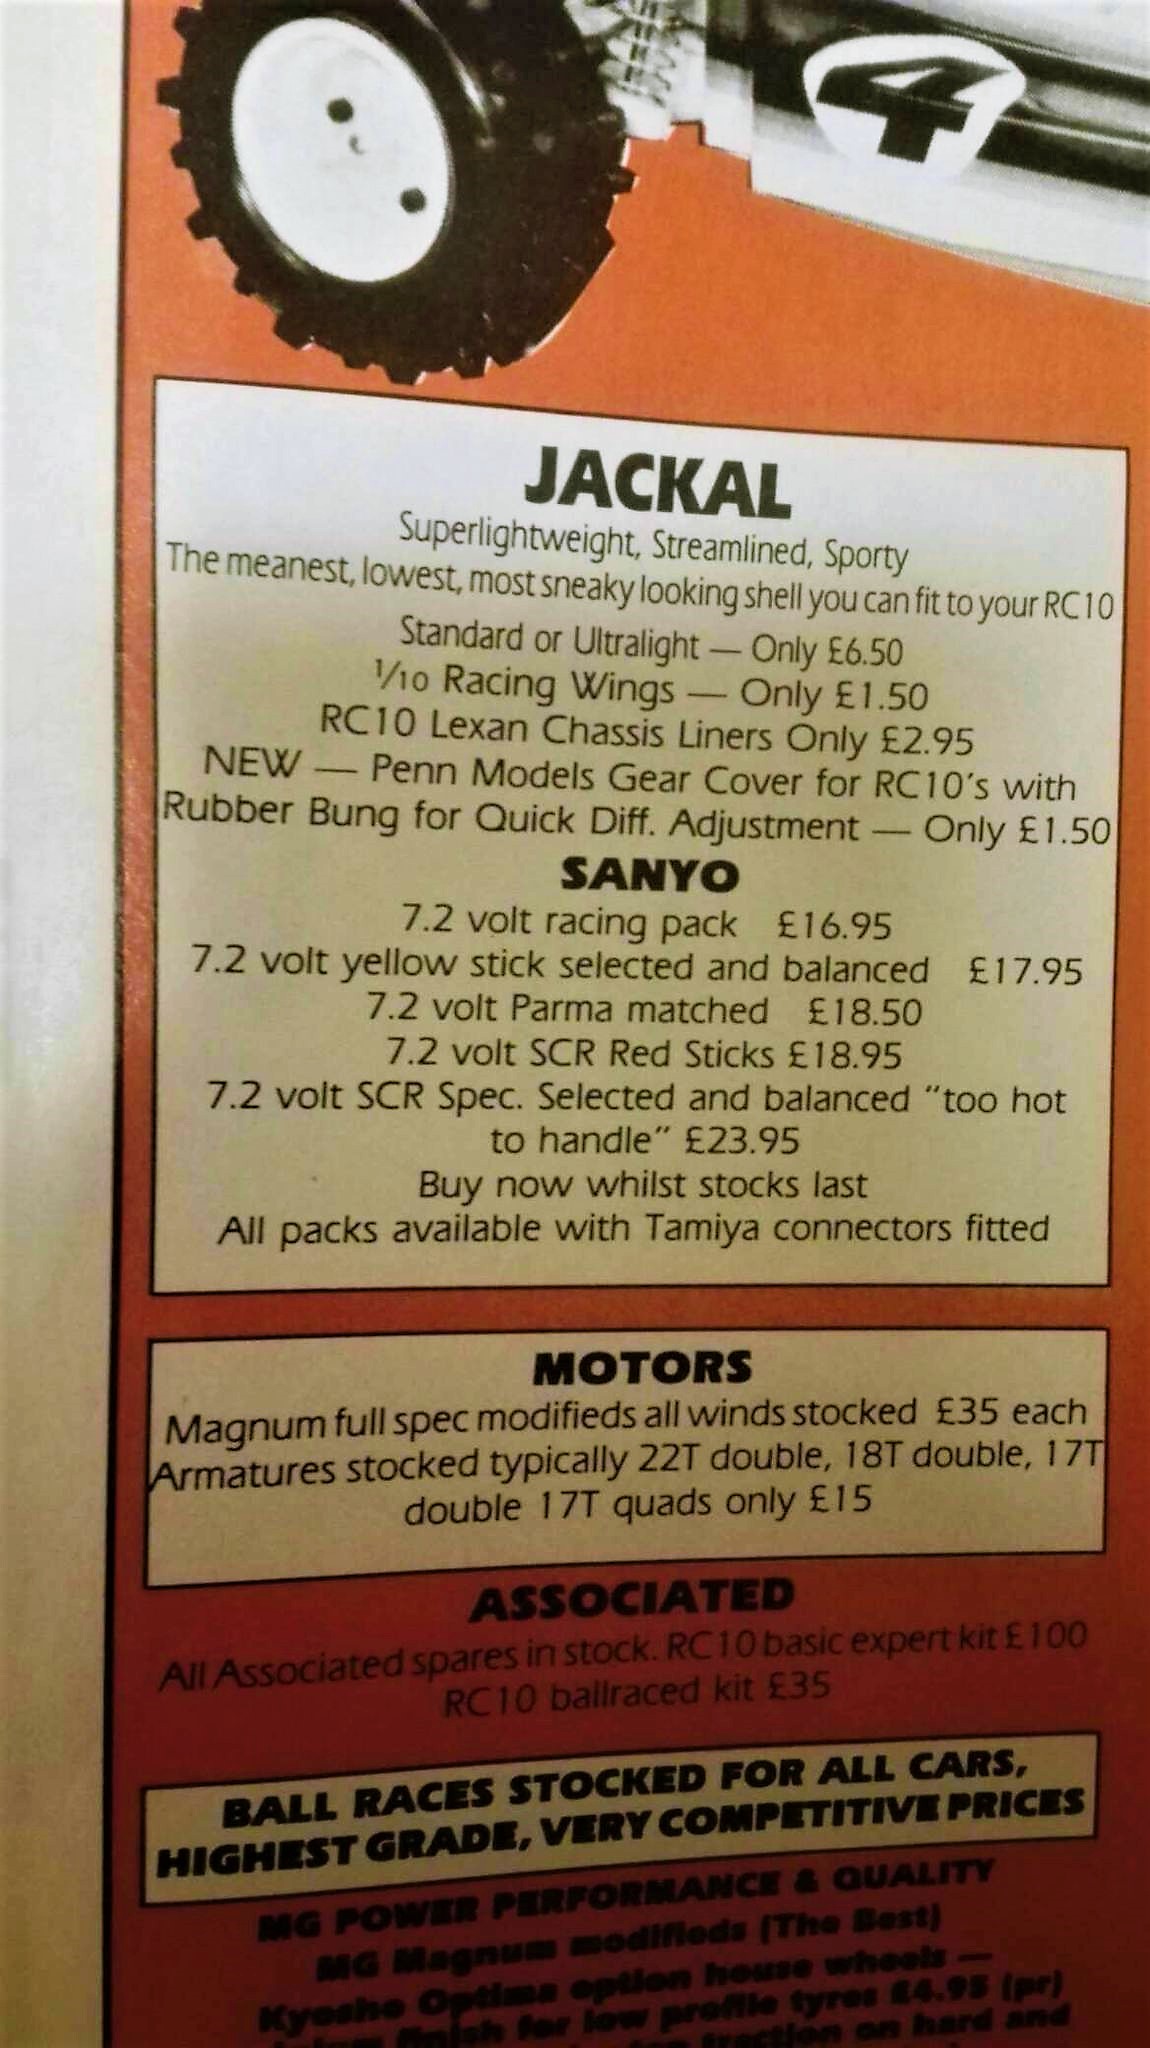 4
JACKAL
Superlightweight, Streamlined, Sporty
The meanest, lowest, most sneaky looking shell you can fit to your RC10
Standard or Ultralight — Only £6.50
1/10 Racing Wings — Only £1.50
RC10 Lexan Chassis Liners Only £2.95
NEW — Penn Models Gear Cover for RC10's with
Rubber Bung for Quick Diff. Adjustment — Only £1.50
SANYO
7.2 volt racing pack £16.95
7.2 volt yellow stick selected and balanced £17.95
7.2 volt Parma matched £18.50
7.2 volt SCR Red Sticks £18.95
7.2 volt SCR Spec. Selected and balanced "too hot
to handle" £23.95
Buy now whilst stocks last
All packs available with Tamiya connectors fitted
MOTORS
Magnum full spec modifieds all winds stocked £35 each
Armatures stocked typically 22T double, 18T double, 17T
double 17T quads only £15
ASSOCIATED
All Associated spares in stock. RC10 basic expert kit £100
RC10 ballraced kit £35
BALL RACES STOCKED FOR ALL CARS,
HIGHEST GRADE, VERY COMPETITIVE PRICES
MG POWER PERFORMANCE & QUALITY
MG Magnum modifieds (The Best)
Kyosho Optima option house wheels —
finish for low profile tyres £4.95 (pr)
traction on hard and